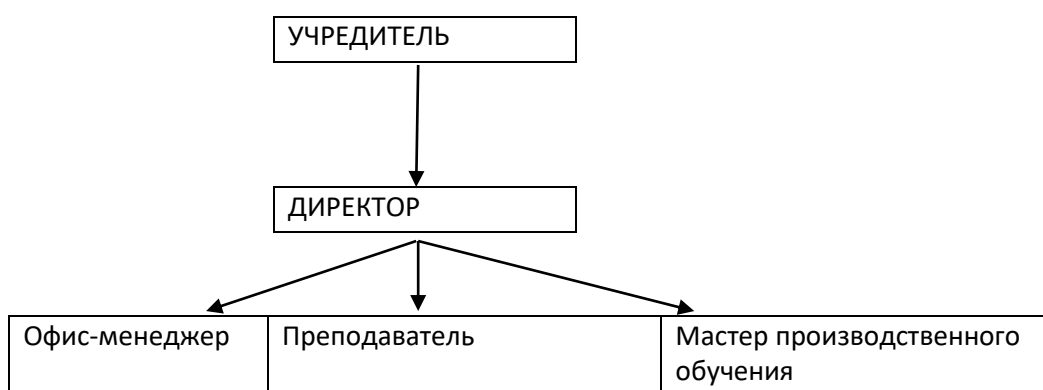 УЧРЕДИТЕЛЬ
ДИРЕКТОР
Офис-менеджер
Преподаватель
Мастер производственного
обучения